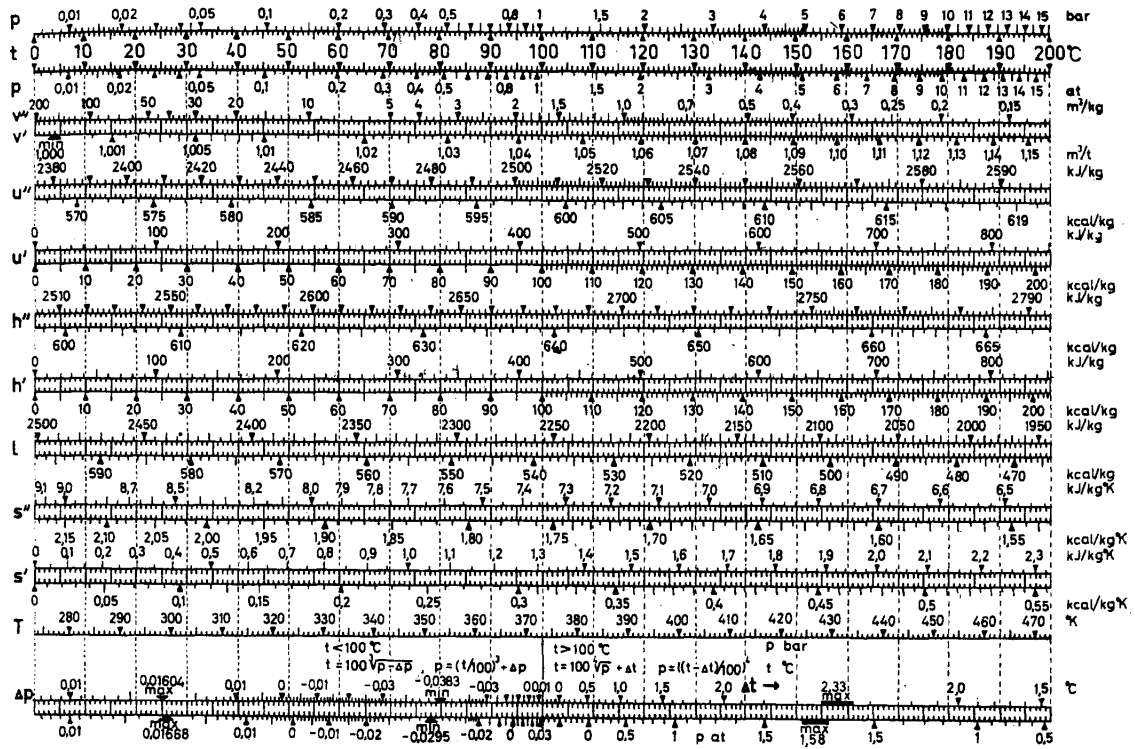 p 0,01 0,02 0,05 0,1 0,2 0,3 0,4 0,5 0,8 1 1,5 2 3 4 5 6 7 8 9 10 11 12 13 14 15 bar
t 0 10 20 30 40 50 60 70 80 90 100 110 120 130 140 150 160 170 180 190 200 °C
p 0,01 0,02 0,05 0,1 0,2 0,3 0,4 0,5 0,8 1 1,5 2 3 4 5 6 7 8 9 10 11 12 13 14 15 at
v" 200 100 50 30 20 10 5 4 3 2 1,5 1,0 0,7 0,5 0,4 0,3 0,25 0,2 0,15 m³/kg
v' min
1,000 1,001 1,005 1,01 1,02 1,03 1,04 1,05 1,06 1,07 1,08 1,09 1,10 1,11 1,12 1,13 1,14 1,15 m³/t
2380 2400 2420 2440 2460 2480 2500 2520 2540 2560 2580 2590 kJ/kg
u"
570 575 580 585 590 595 600 605 610 615 619 kcal/kg
0 100 200 300 400 500 600 700 800 kJ/kg
u'
0 10 20 30 40 50 60 70 80 90 100 110 120 130 140 150 160 170 180 190 200 kcal/kg
2510 2550 2600 2640 2700 2750 2790 kJ/kg
h"
600 610 620 630 640 650 660 665 kcal/kg
0 100 200 300 400 500 600 700 800 kJ/kg
h'
0 10 20 30 40 50 60 70 80 90 100 110 120 130 140 150 160 170 180 190 200 kcal/kg
2500 2450 2400 2350 2300 2250 2200 2150 2100 2050 2000 1950 kJ/kg
l
590 580 570 560 550 540 530 520 510 500 490 480 470 kcal/kg
9,1 9,0 8,7 8,5 8,2 8,0 7,9 7,8 7,7 7,6 7,5 7,4 7,3 7,2 7,1 7,0 6,9 6,8 6,7 6,6 6,5 kJ/kg°K
s"
2,15 2,10 2,05 2,00 1,95 1,90 1,85 1,80 1,75 1,70 1,65 1,60 1,55 kcal/kg°K
0 0,1 0,2 0,3 0,4 0,5 0,6 0,7 0,8 0,9 1,0 1,1 1,2 1,3 1,4 1,5 1,6 1,7 1,8 1,9 2,0 2,1 2,2 2,3 kJ/kg°K
s'
0 0,05 0,1 0,15 0,2 0,25 0,3 0,35 0,4 0,45 0,5 0,55 kcal/kg°K
T 280 290 300 310 320 330 340 350 360 370 380 390 400 410 420 430 440 450 460 470 °K
t < 100 °C t > 100 °C p bar
p = (t/100)³ + Δp t °C
Δp 0,01 0,01604 max 0,01 0 -0,01 -0,03 -0,0383 min -0,03 0 0,01 0 0,5 1,0 1,5 2,0 Δt → 2,33 max 2,0 1,5 °C
0,01 max 0,01668 0,01 0 -0,01 -0,02 min -0,0295 -0,02 0 0,03 0 0,5 1 p at 1,5 max 1,58 1,5 1 0,5